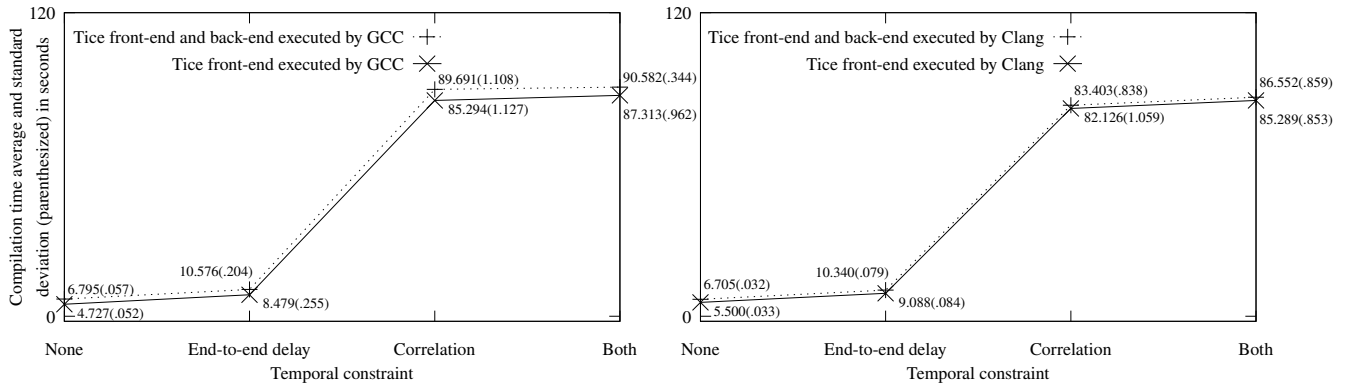 Compilation time average and standard
deviation (parenthesized) in seconds
120
0
Tice front-end and back-end executed by GCC
Tice front-end executed by GCC
6.795(.057)
4.727(.052)
10.576(.204)
8.479(.255)
89.691(1.108)
85.294(1.127)
90.582(.344)
87.313(.962)
None
End-to-end delay
Correlation
Both
Temporal constraint
120
0
Tice front-end and back-end executed by Clang
Tice front-end executed by Clang
6.705(.032)
5.500(.033)
10.340(.079)
9.088(.084)
83.403(.838)
82.126(1.059)
86.552(.859)
85.289(.853)
None
End-to-end delay
Correlation
Both
Temporal constraint